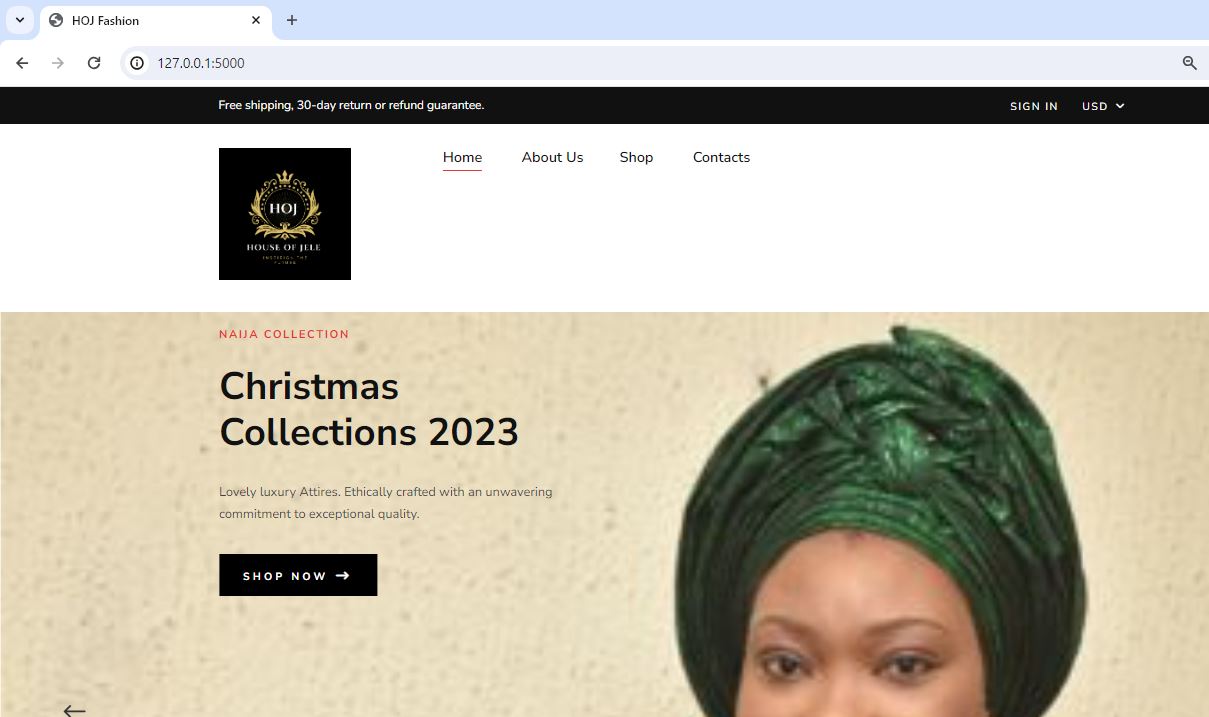 HOJ Fashion
127.0.0.1:5000
Free shipping, 30-day return or refund guarantee.
SIGN IN
USD
HOJ
HOUSE OF JELE
Home
About Us
Shop
Contacts
NAIJA COLLECTION
Christmas
Collections 2023
Lovely luxury Attires. Ethically crafted with an unwavering
commitment to exceptional quality.
SHOP NOW